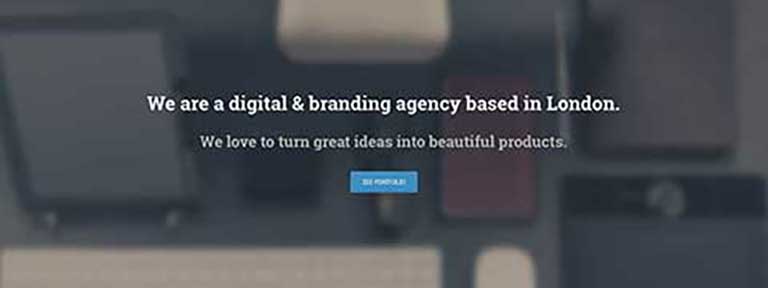 We are a digital & branding agency based in London.
We love to turn great ideas into beautiful products.
SEE PORTFOLIO